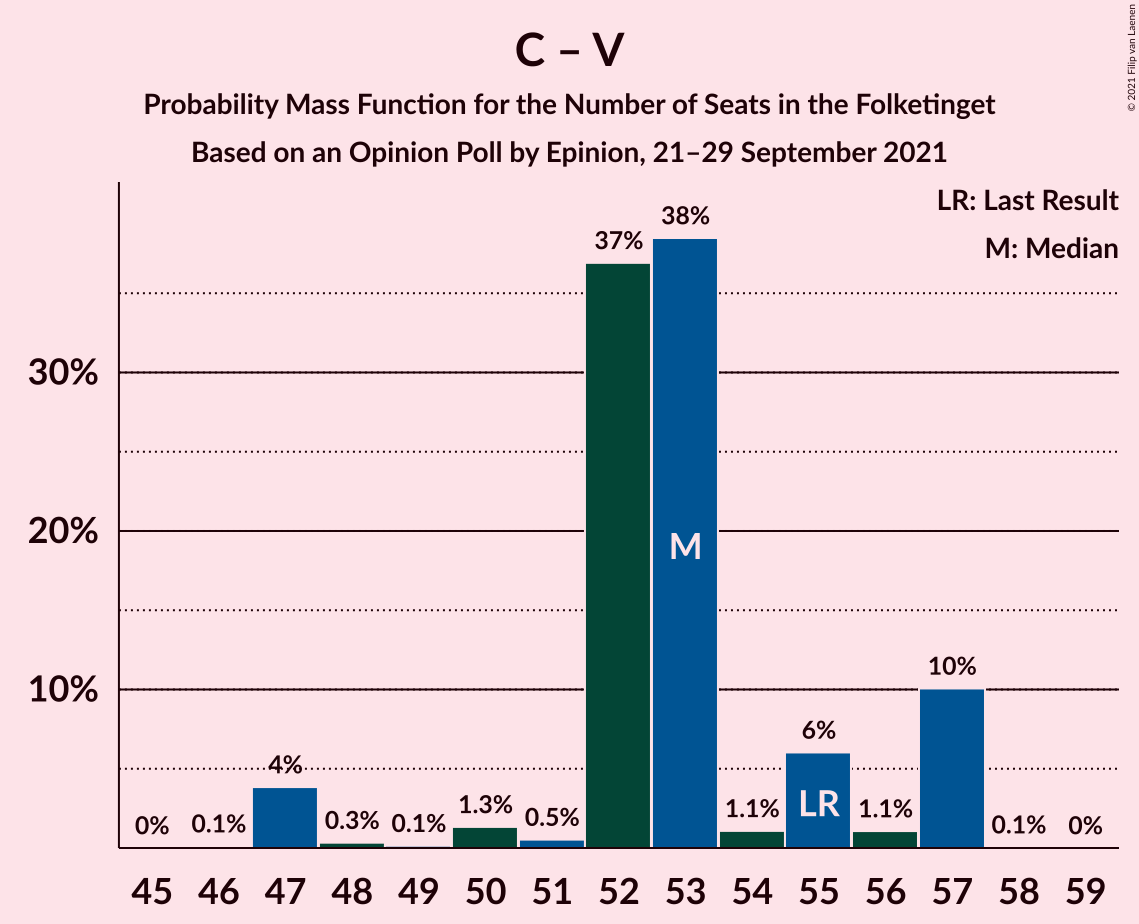 C – V
Probability Mass Function for the Number of Seats in the Folketinget
Based on an Opinion Poll by Epinion, 21–29 September 2021
© 2021 Filip van Laenen
LR: Last Result
M: Median
30%
20%
10%
0%
0.1%
4%
0.3%
0.1%
1.3%
0.5%
37%
38%
1.1%
6%
1.1%
10%
0.1%
0%
M
LR
45 46 47 48 49 50 51 52 53 54 55 56 57 58 59